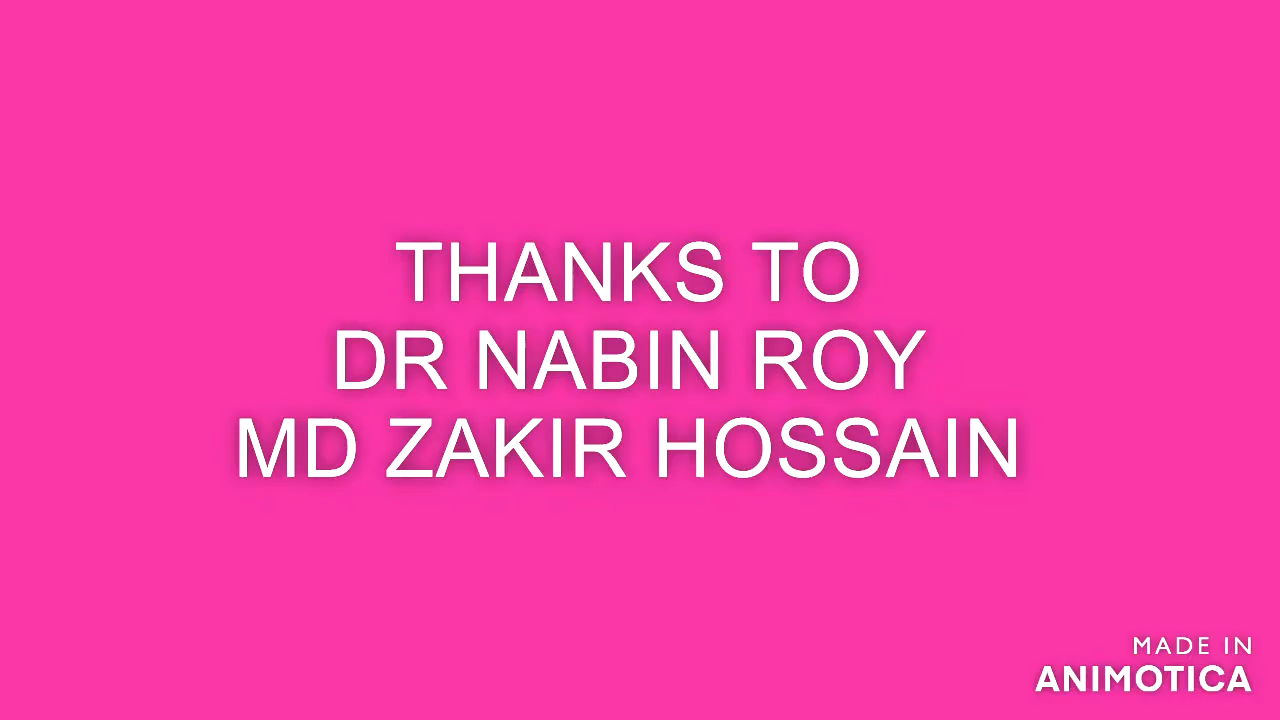 THANKS TO
DR NABIN ROY
MD ZAKIR HOSSAIN
MADE IN
ANIMOTICA